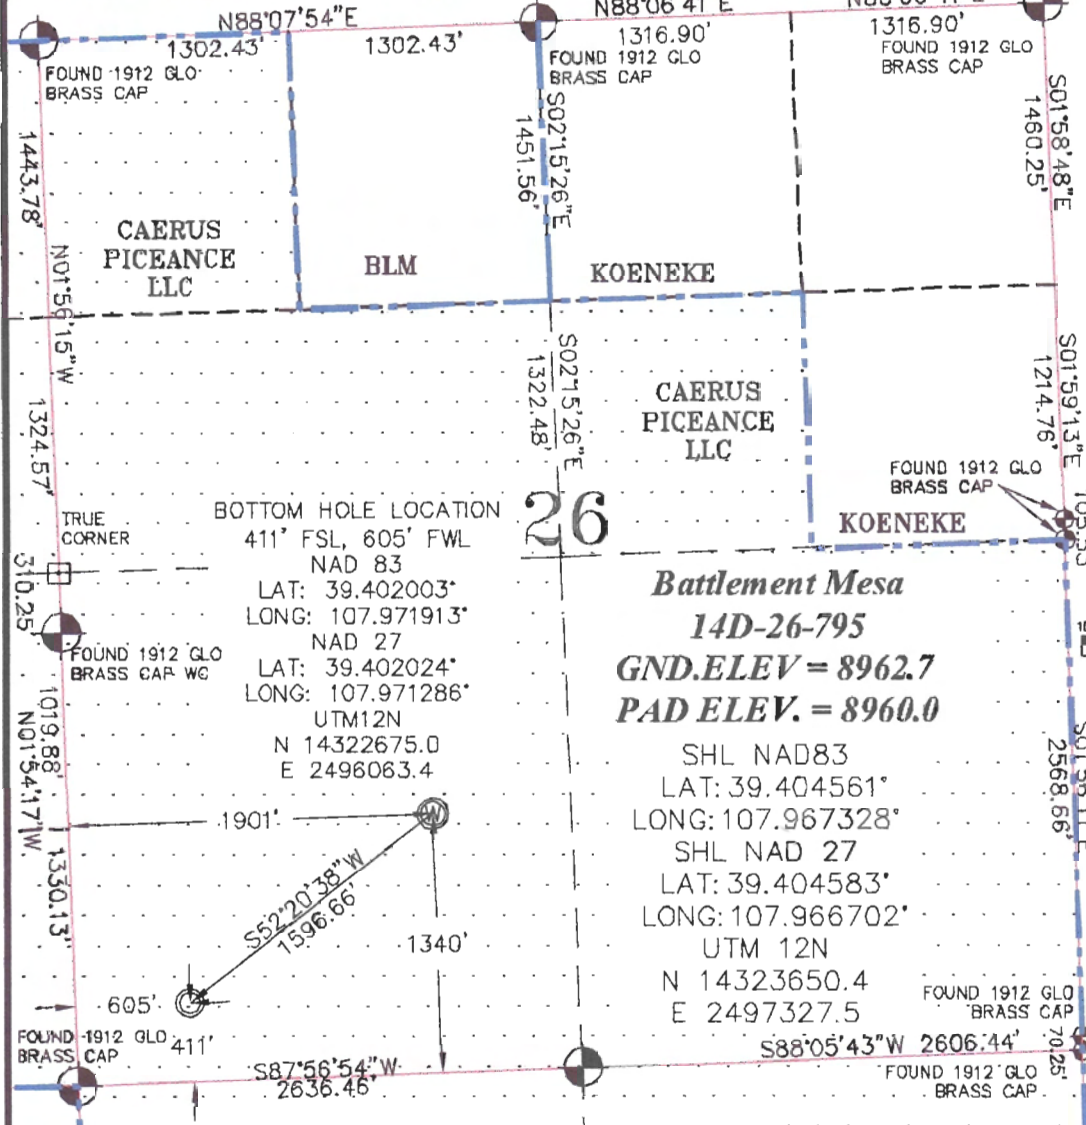 N88°07'54"E
1302.43'
1302.43'
N88°06'41"E
1316.90'
1316.90'
FOUND 1912 GLO
BRASS CAP
FOUND 1912 GLO
BRASS CAP
FOUND 1912 GLO
BRASS CAP
1443.78'
S02°15'26"E
1451.56'
S01°58'48"E
1460.25'
CAERUS
PICEANCE
LLC
BLM
KOENEKE
N01°56'15"W
1324.57'
S02°15'26"E
1322.48'
CAERUS
PICEANCE
LLC
S01°59'13"E
1214.76'
FOUND 1912 GLO
BRASS CAP
KOENEKE
26
TRUE
CORNER
310.25'
FOUND 1912 GLO
BRASS CAP WC
BOTTOM HOLE LOCATION
411' FSL, 605' FWL
NAD 83
LAT: 39.402003°
LONG: 107.971913°
NAD 27
LAT: 39.402024°
LONG: 107.971286°
UTM12N
N 14322675.0
E 2496063.4
Battlement Mesa
14D-26-795
GND.ELEV = 8962.7
PAD ELEV. = 8960.0
SHL NAD83
LAT: 39.404561°
LONG: 107.967328°
SHL NAD 27
LAT: 39.404583°
LONG: 107.966702°
UTM 12N
N 14323650.4
E 2497327.5
1019.88'
N01°54'17"W
1330.13'
2568.66'
1901'
W
S52°20'38"W
1596.66'
1340'
605'
411'
FOUND 1912 GLO
BRASS CAP
S87°56'54"W
2636.46'
S88°05'43"W 2606.44'
FOUND 1912 GLO
BRASS CAP
70.25'
FOUND 1912 GLO
BRASS CAP